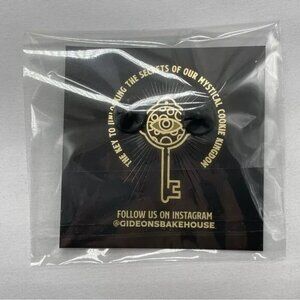 THE KEY TO UNLOCKING THE SECRETS OF OUR MYSTICAL COOKIE KINGDOM
FOLLOW US ON INSTAGRAM
@GIDEONSBAKEHOUSE